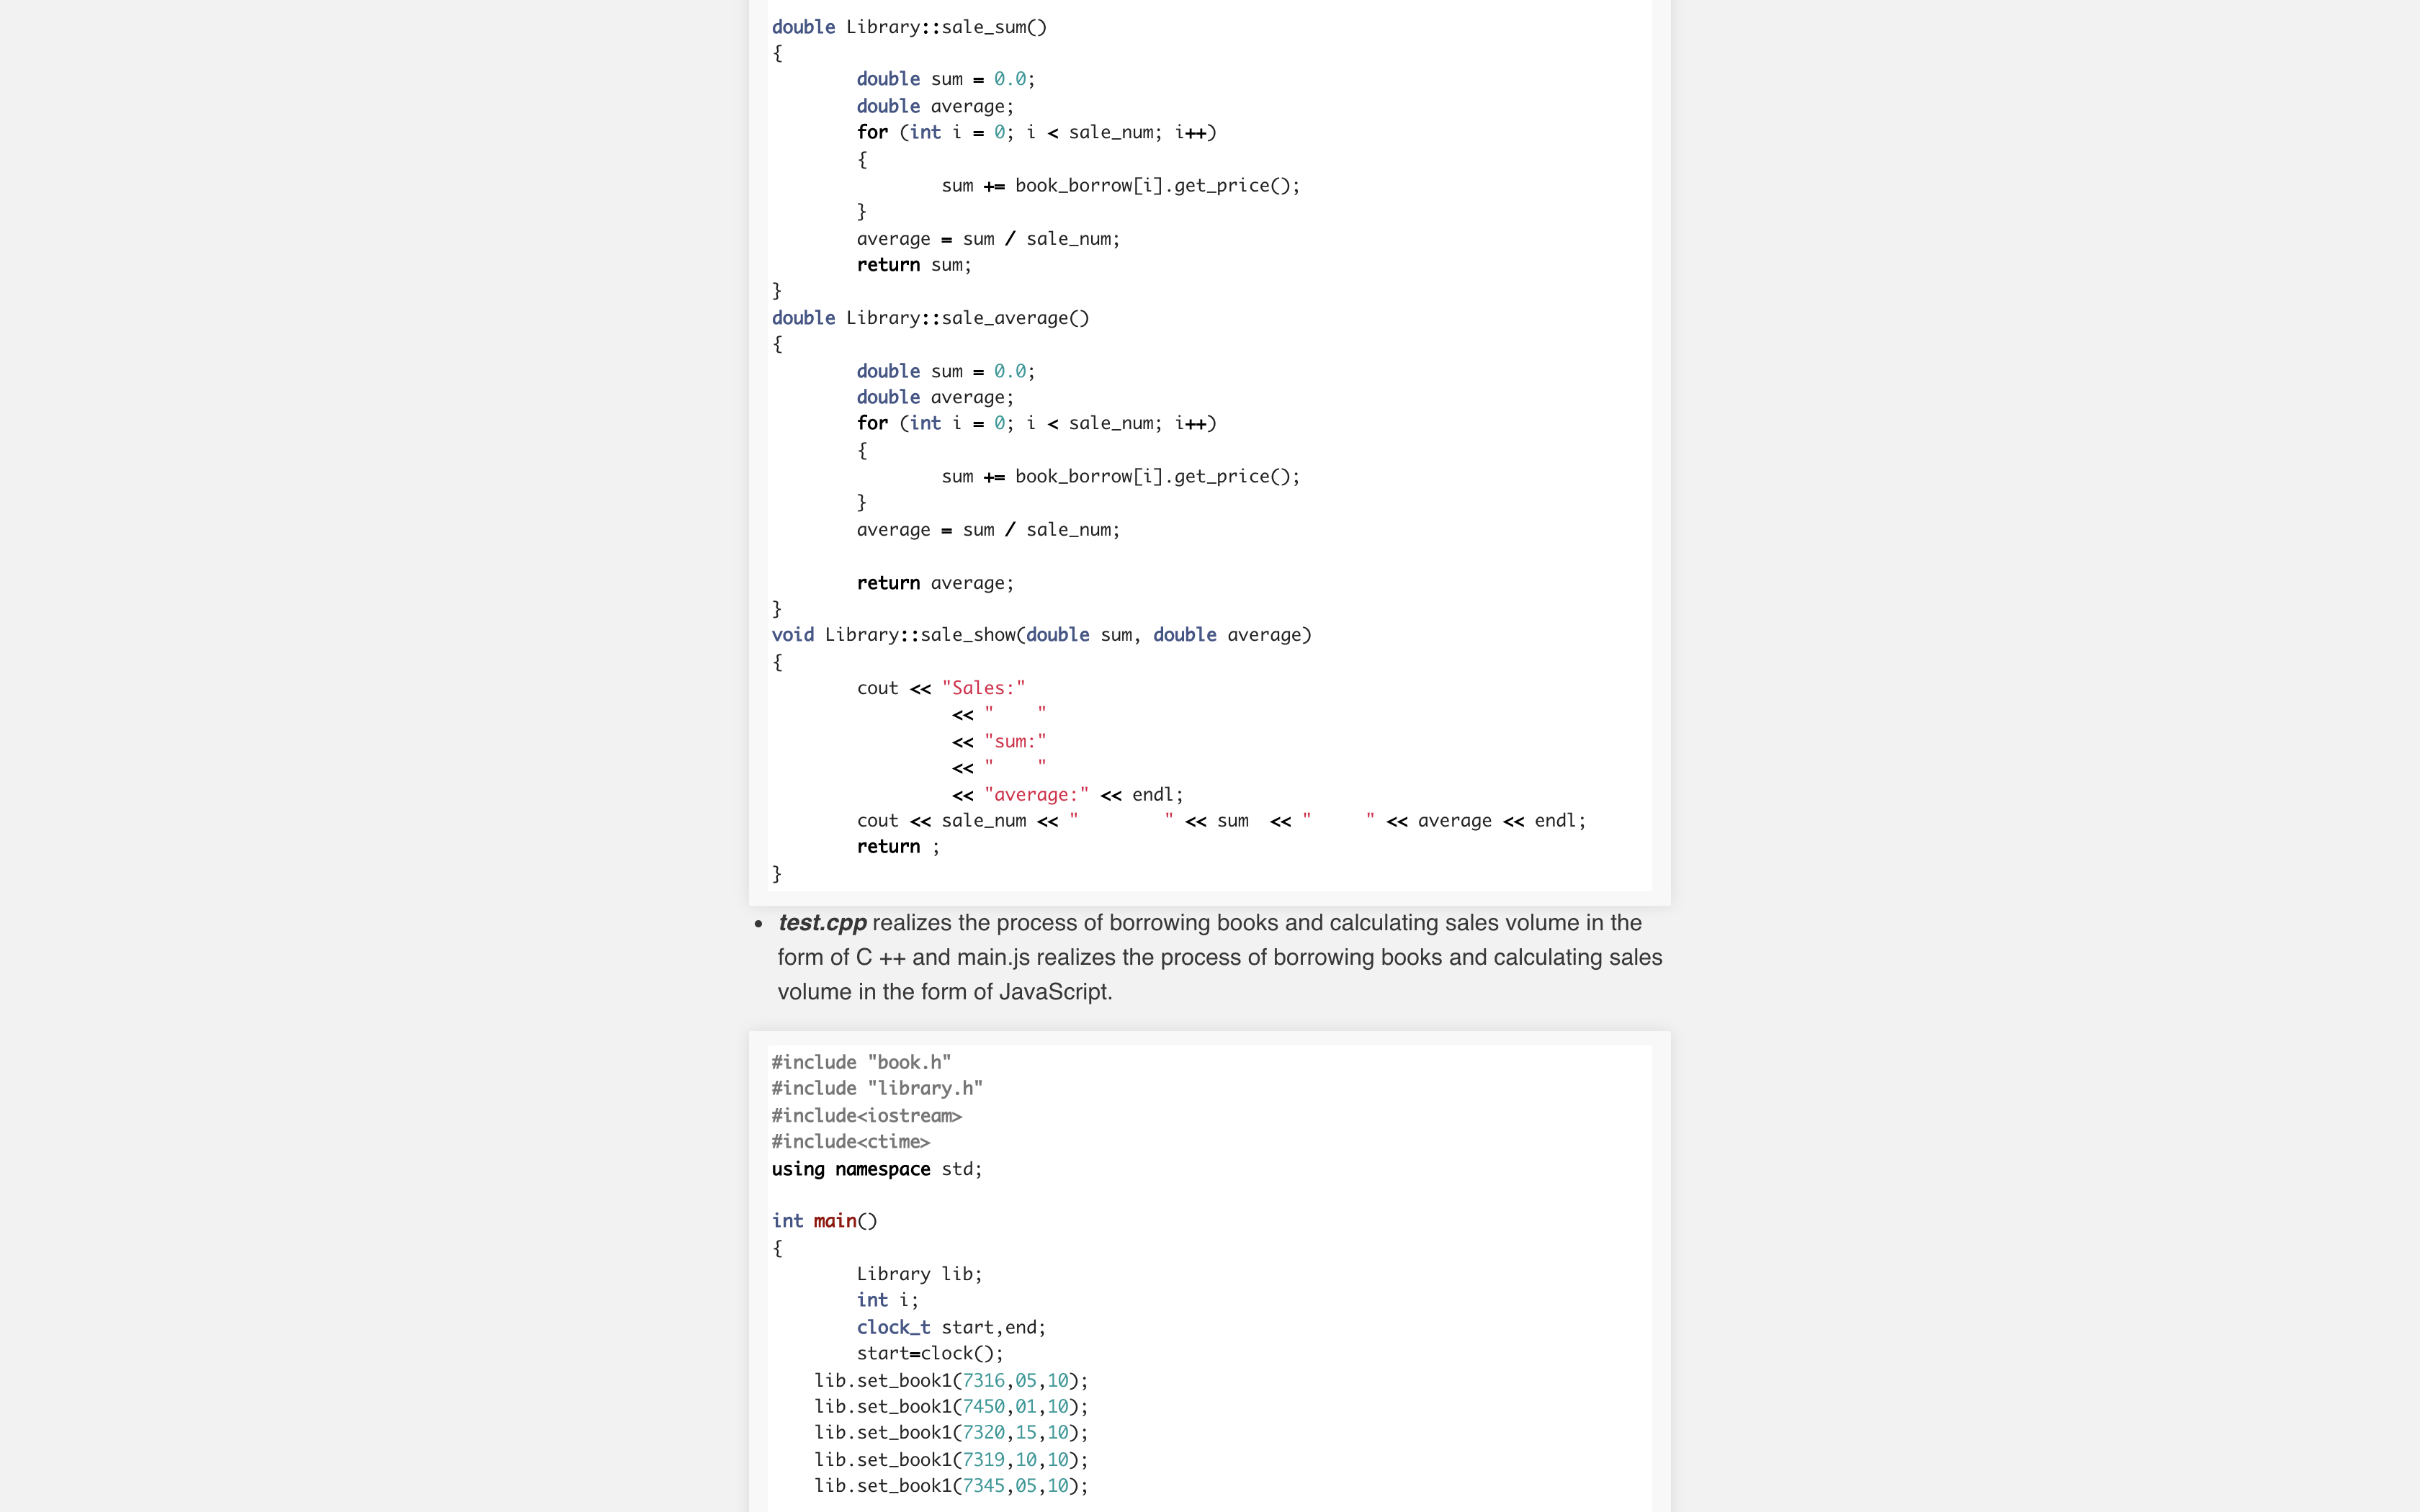 double Library::sale_sum()
{
        double sum = 0.0;
        double average;
        for (int i = 0; i < sale_num; i++)
        {
                sum += book_borrow[i].get_price();
        }
        average = sum / sale_num;
        return sum;
}
double Library::sale_average()
{
        double sum = 0.0;
        double average;
        for (int i = 0; i < sale_num; i++)
        {
                sum += book_borrow[i].get_price();
        }
        average = sum / sale_num;

        return average;
}
void Library::sale_show(double sum, double average)
{
        cout << "Sales:"
                 << "    "
                 << "sum:"
                 << "    "
                 << "average:" << endl;
        cout << sale_num << "        " << sum  << "     " << average << endl;
        return ;
}
• test.cpp realizes the process of borrowing books and calculating sales volume in the
form of C ++ and main.js realizes the process of borrowing books and calculating sales
volume in the form of JavaScript.
#include "book.h"
#include "library.h"
#include<iostream>
#include<ctime>
using namespace std;

int main()
{
        Library lib;
        int i;
        clock_t start,end;
        start=clock();
    lib.set_book1(7316,05,10);
    lib.set_book1(7450,01,10);
    lib.set_book1(7320,15,10);
    lib.set_book1(7319,10,10);
    lib.set_book1(7345,05,10);